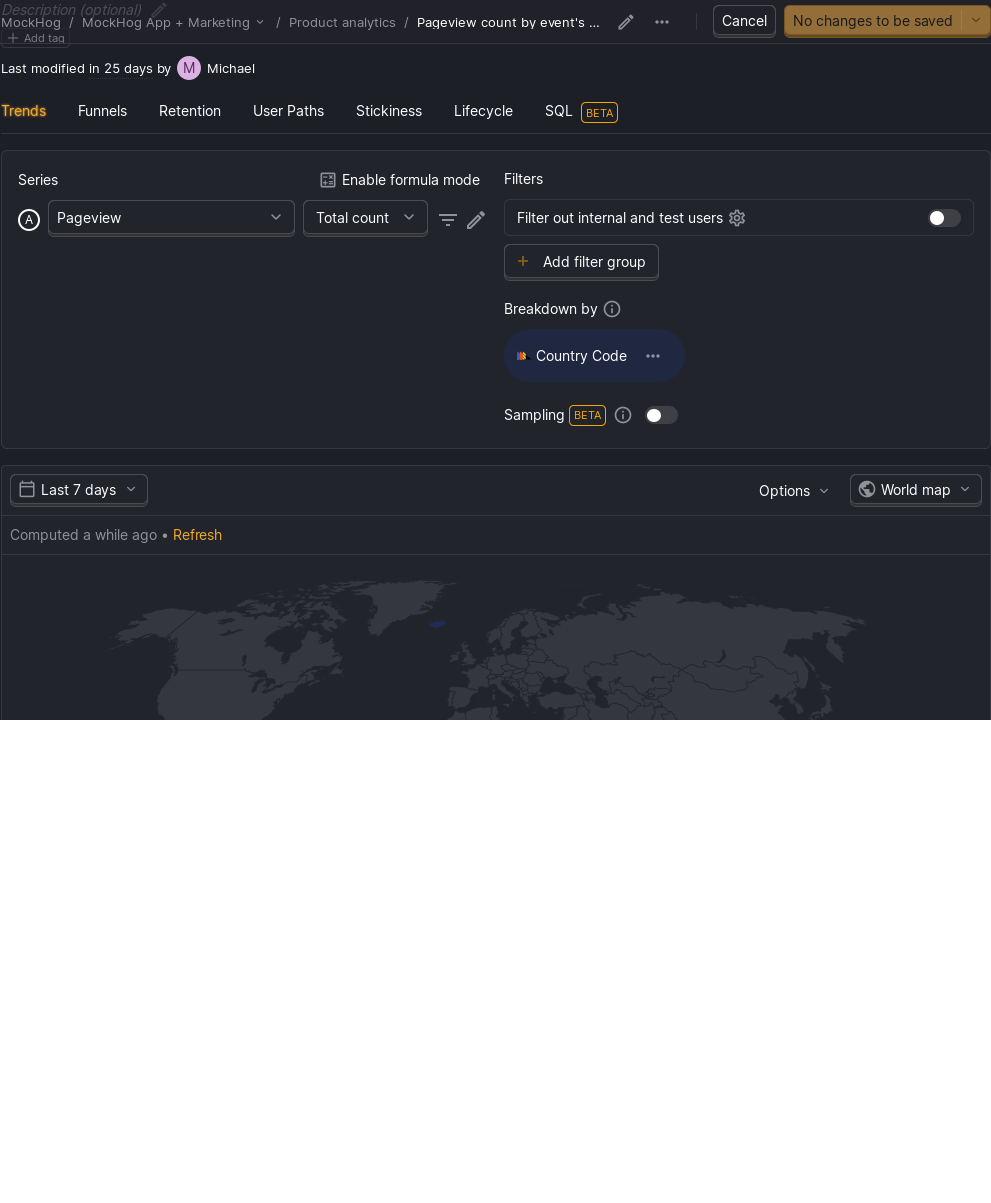 Description (optional)
MockHog / MockHog App + Marketing / Product analytics / Pageview count by event's ...
Cancel
No changes to be saved
Add tag
Last modified in 25 days by M Michael
Trends Funnels Retention User Paths Stickiness Lifecycle SQL BETA
Series
Enable formula mode
A Pageview Total count
Filters
Filter out internal and test users
+ Add filter group
Breakdown by
Country Code
Sampling BETA
Last 7 days
Options
World map
Computed a while ago • Refresh